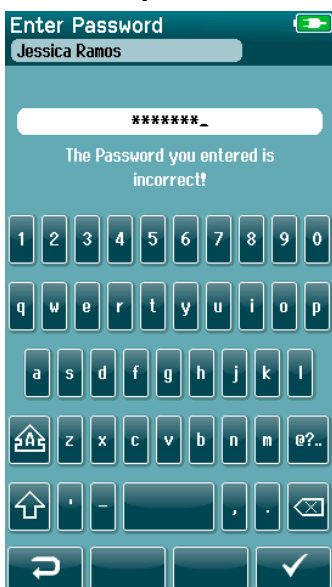 Enter Password
Jessica Ramos
*******_
The Password you entered is
incorrect!
1 2 3 4 5 6 7 8 9 0
q w e r t y u i o p
a s d f g h j k l
A z x c v b n m @?..
' - , .